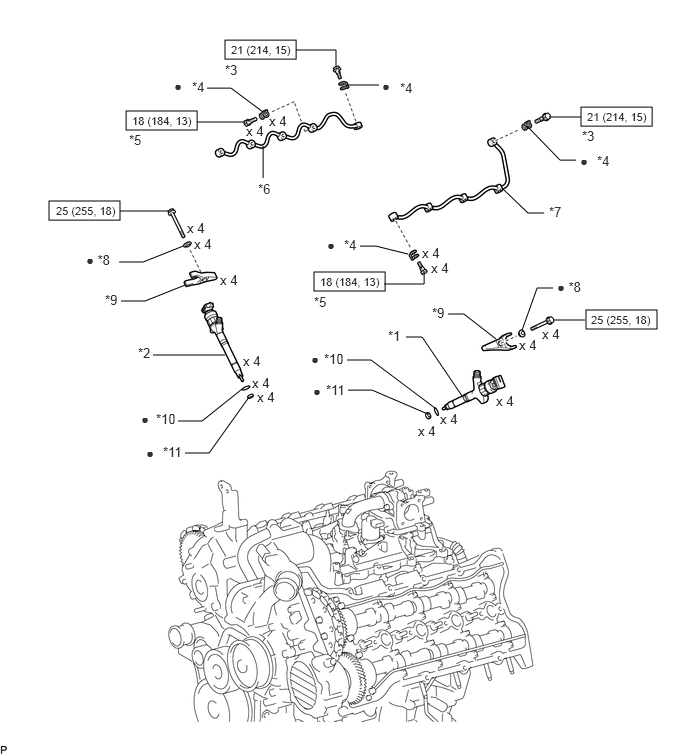 21 (214, 15)
*3
● *4
● *4
18 (184, 13)
x 4
x 4
*5
21 (214, 15)
*3
● *4
*6
*7
25 (255, 18)
x 4
● *4
x 4
● *8
x 4
x 4
*9
x 4
18 (184, 13)
*5
● *8
*9
25 (255, 18)
x 4
x 4
*1
*2
x 4
● *10
x 4
● *11
x 4
x 4
x 4
x 4
● *10
● *11
P